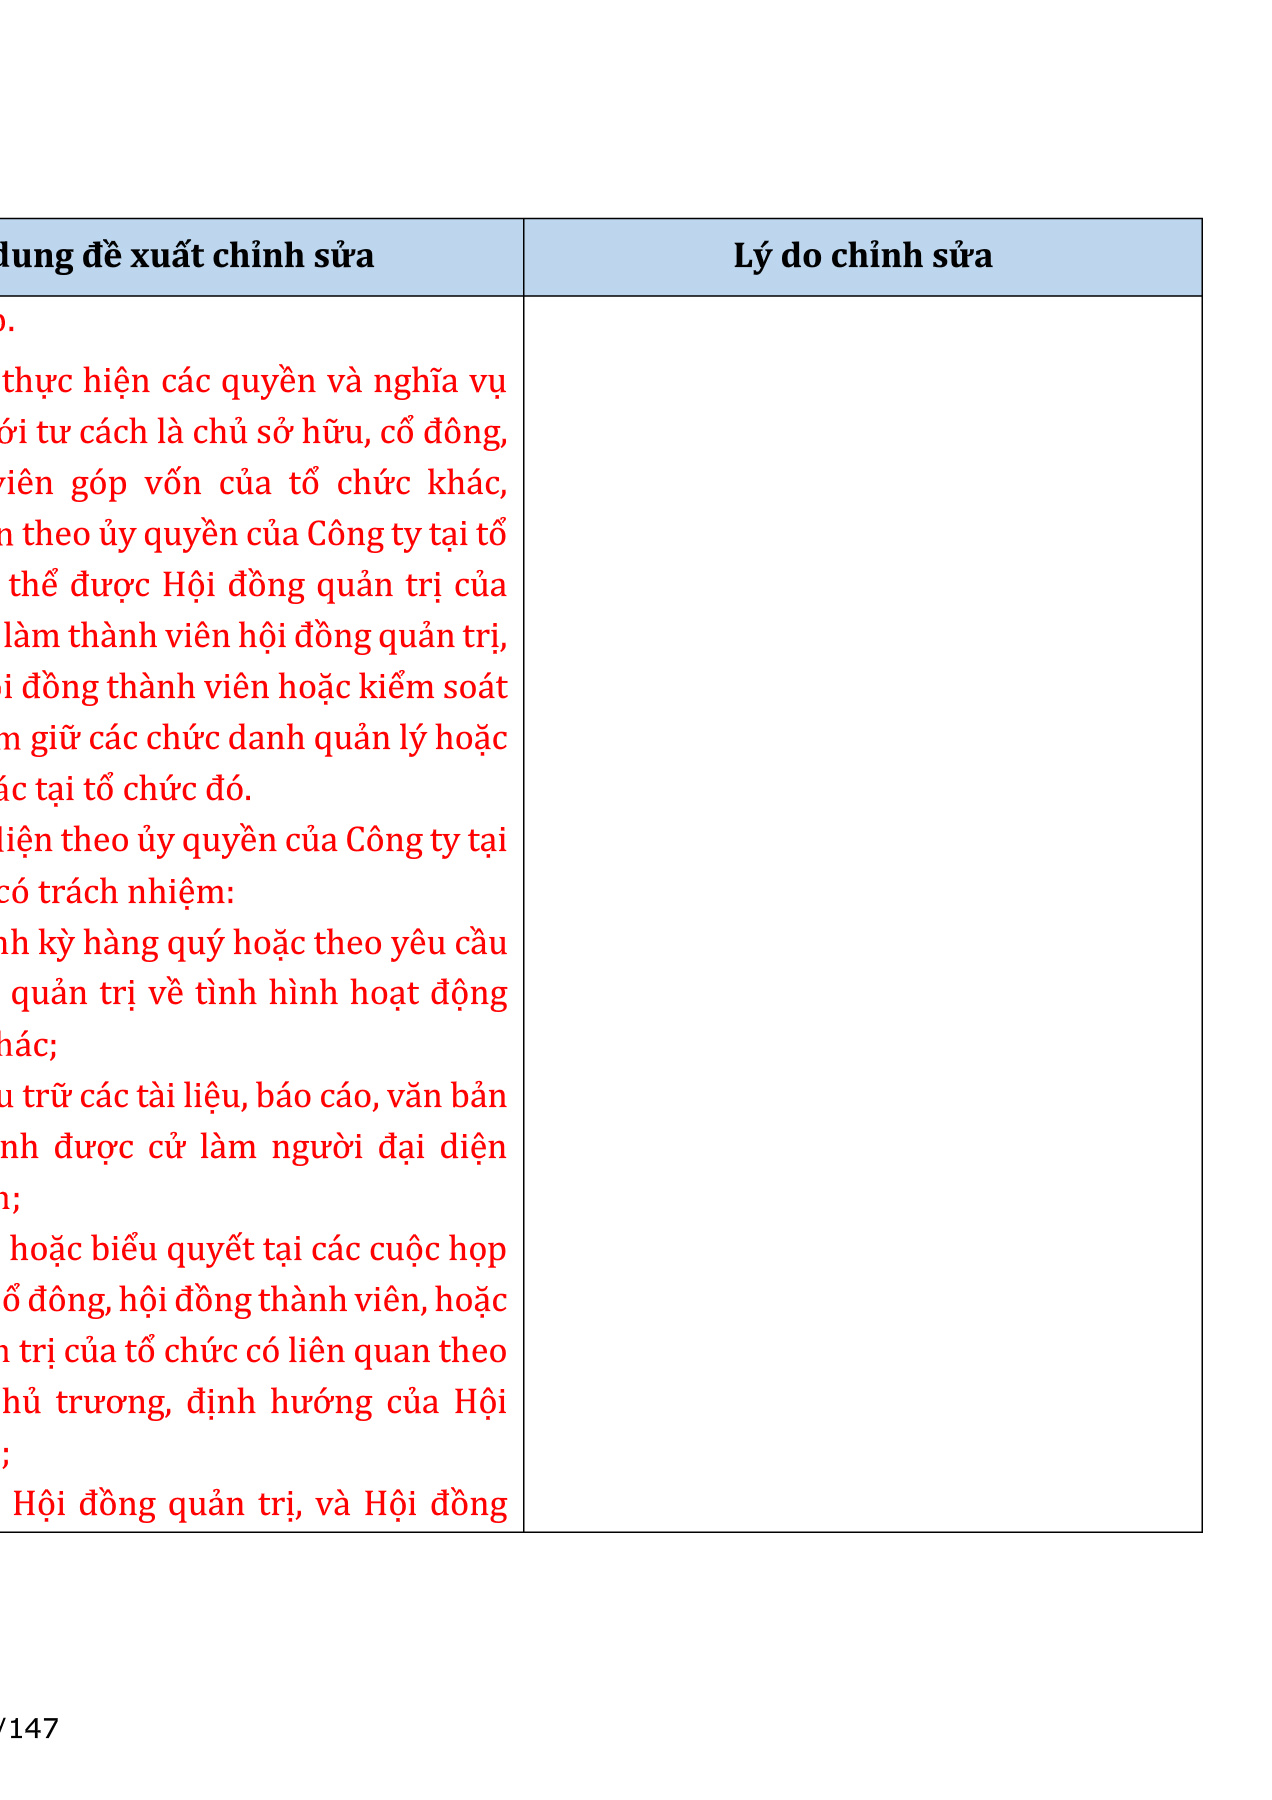 dung đề xuất chỉnh sửa
Lý do chỉnh sửa
thực hiện các quyền và nghĩa vụ
ới tư cách là chủ sở hữu, cổ đông,
viên góp vốn của tổ chức khác,
n theo ủy quyền của Công ty tại tổ
thể được Hội đồng quản trị của
làm thành viên hội đồng quản trị,
i đồng thành viên hoặc kiểm soát
m giữ các chức danh quản lý hoặc
ác tại tổ chức đó.
diện theo ủy quyền của Công ty tại
có trách nhiệm:
nh kỳ hàng quý hoặc theo yêu cầu
quản trị về tình hình hoạt động
hác;
u trữ các tài liệu, báo cáo, văn bản
nh được cử làm người đại diện
n;
hoặc biểu quyết tại các cuộc họp
ổ đông, hội đồng thành viên, hoặc
n trị của tổ chức có liên quan theo
hủ trương, định hướng của Hội
;
Hội đồng quản trị, và Hội đồng
/147